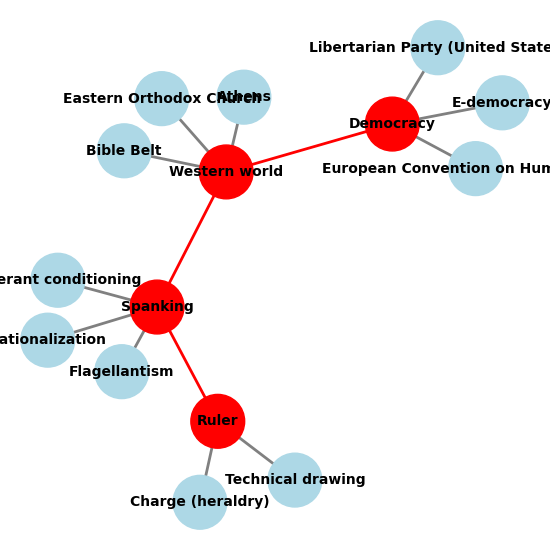 Libertarian Party (United State
Eastern Orthodox Church
Athens
E-democracy
Democracy
Bible Belt
Western world
European Convention on Hum
erant conditioning
Spanking
ationalization
Flagellantism
Ruler
Technical drawing
Charge (heraldry)